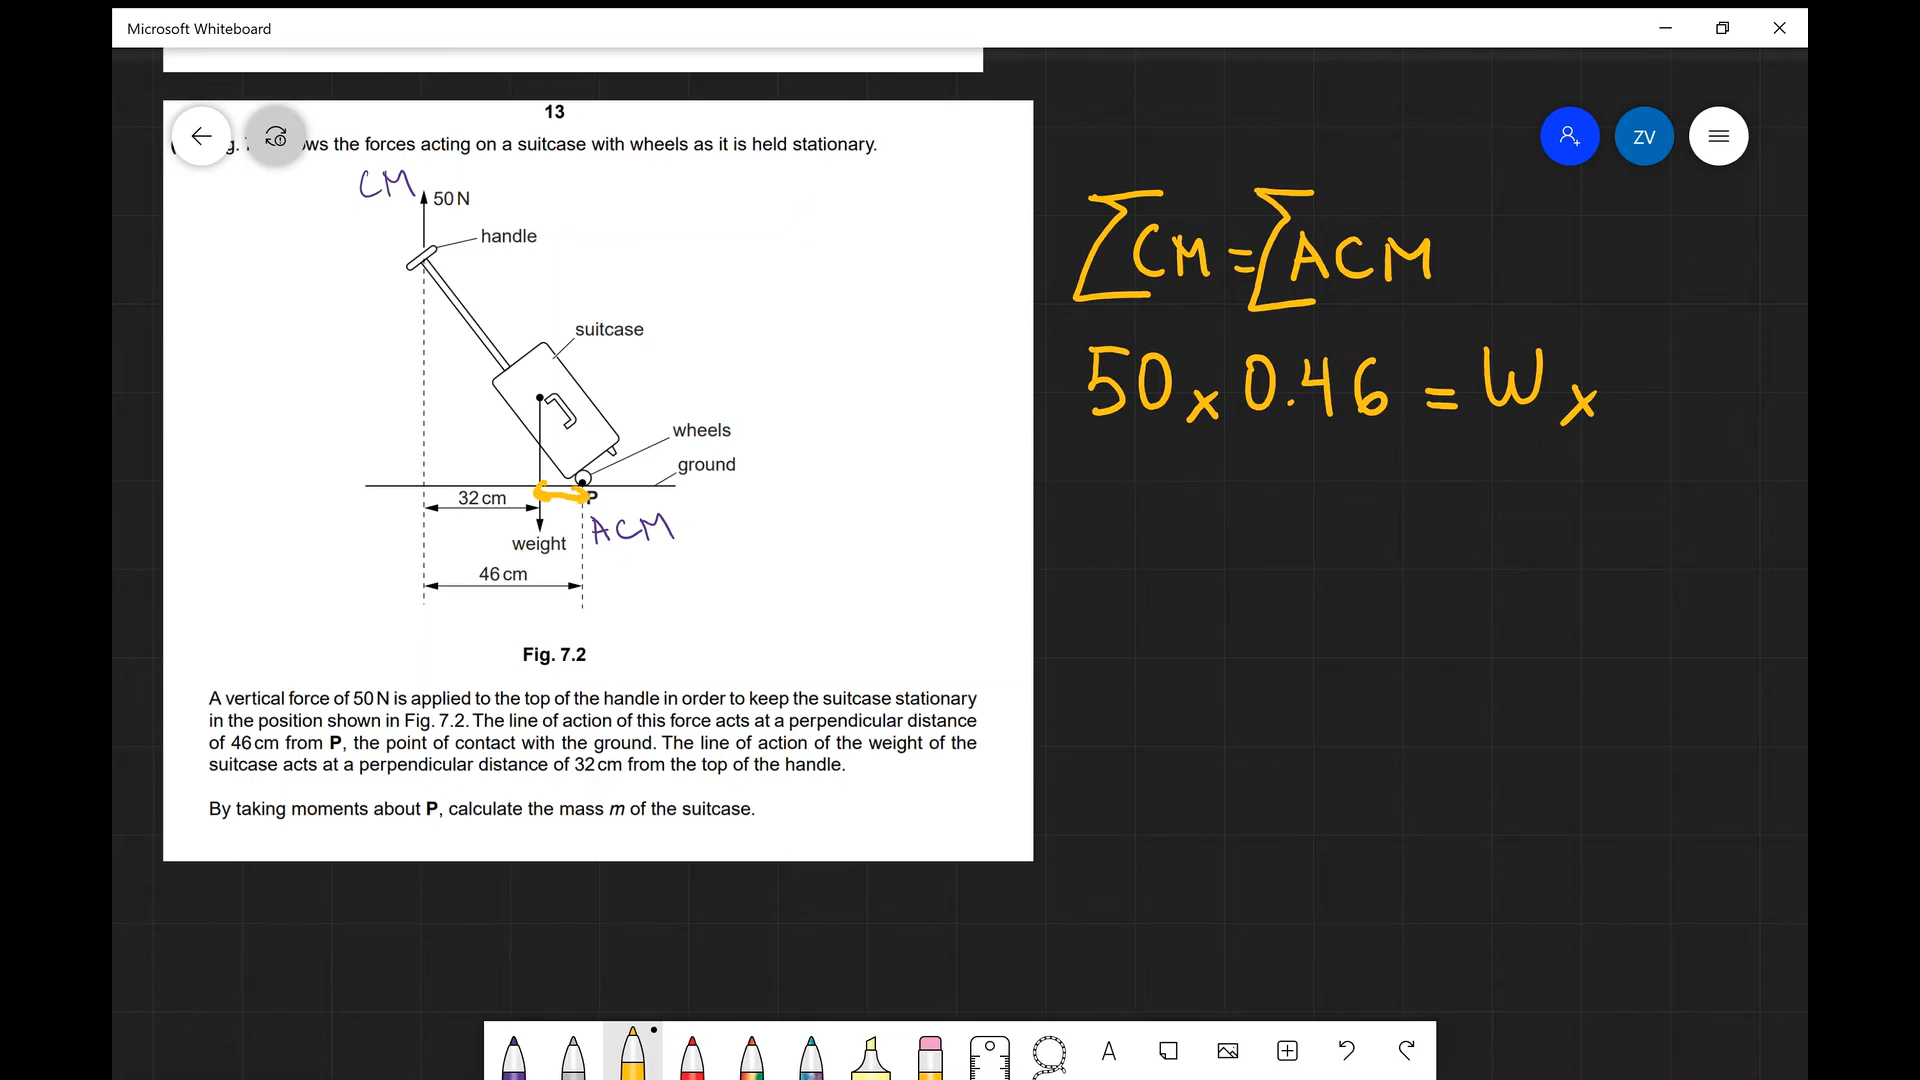 Microsoft Whiteboard
13
g. ows the forces acting on a suitcase with wheels as it is held stationary.
CM
50 N
handle
suitcase
wheels
ground
32 cm
P
ACM
weight
46 cm
Fig. 7.2
A vertical force of 50 N is applied to the top of the handle in order to keep the suitcase stationary
in the position shown in Fig. 7.2. The line of action of this force acts at a perpendicular distance
of 46 cm from P, the point of contact with the ground. The line of action of the weight of the
suitcase acts at a perpendicular distance of 32 cm from the top of the handle.
By taking moments about P, calculate the mass m of the suitcase.
ZV
∑CM = ∑ACM
50 x 0.46 = W x
A